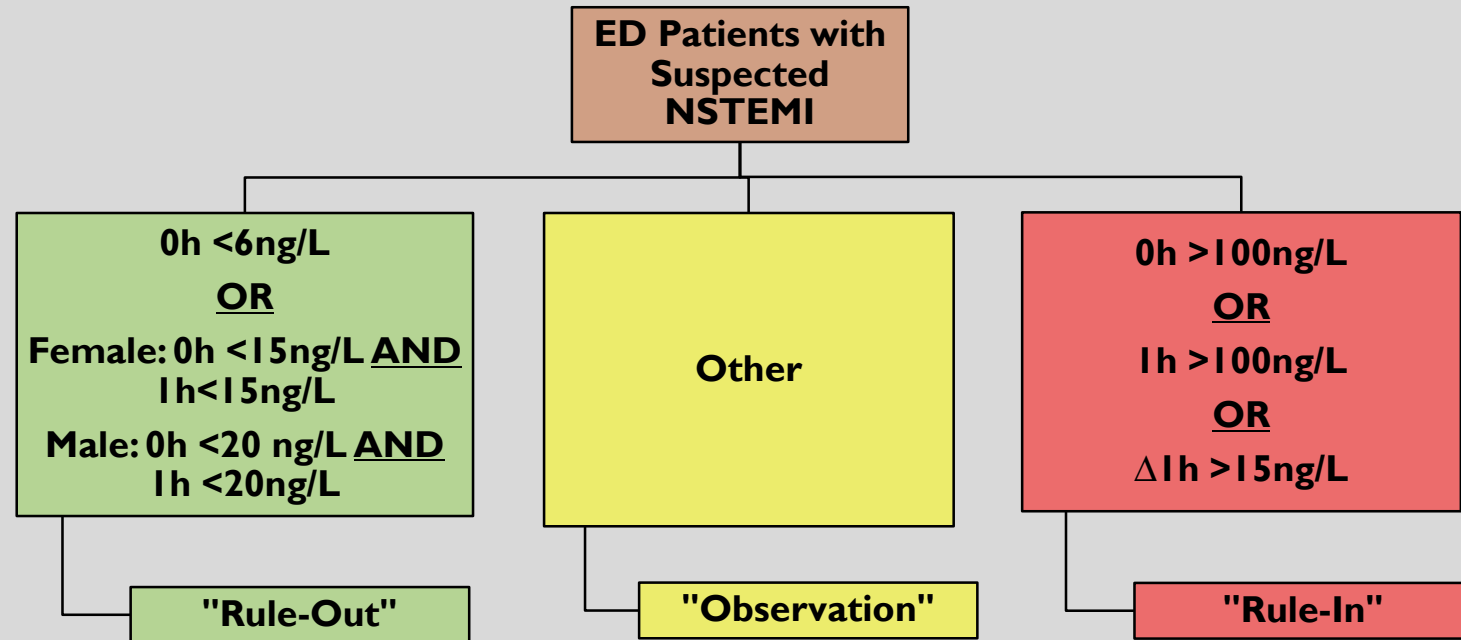 ED Patients with
Suspected
NSTEMI
0h <6ng/L
OR
Female: 0h <15ng/L AND
1h<15ng/L
Male: 0h <20 ng/L AND
1h <20ng/L
"Rule-Out"
Other
"Observation"
0h >100ng/L
OR
1h >100ng/L
OR
∆1h >15ng/L
"Rule-In"